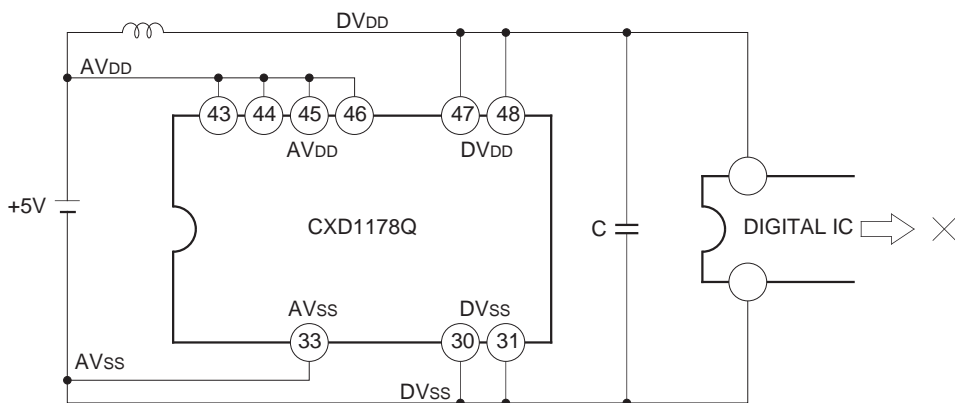 DVDD
AVDD
43 44 45 46 47 48
AVDD DVDD
+5V
CXD1178Q
C
DIGITAL IC
AVSS DVSS
33 30 31
AVSS
DVSS